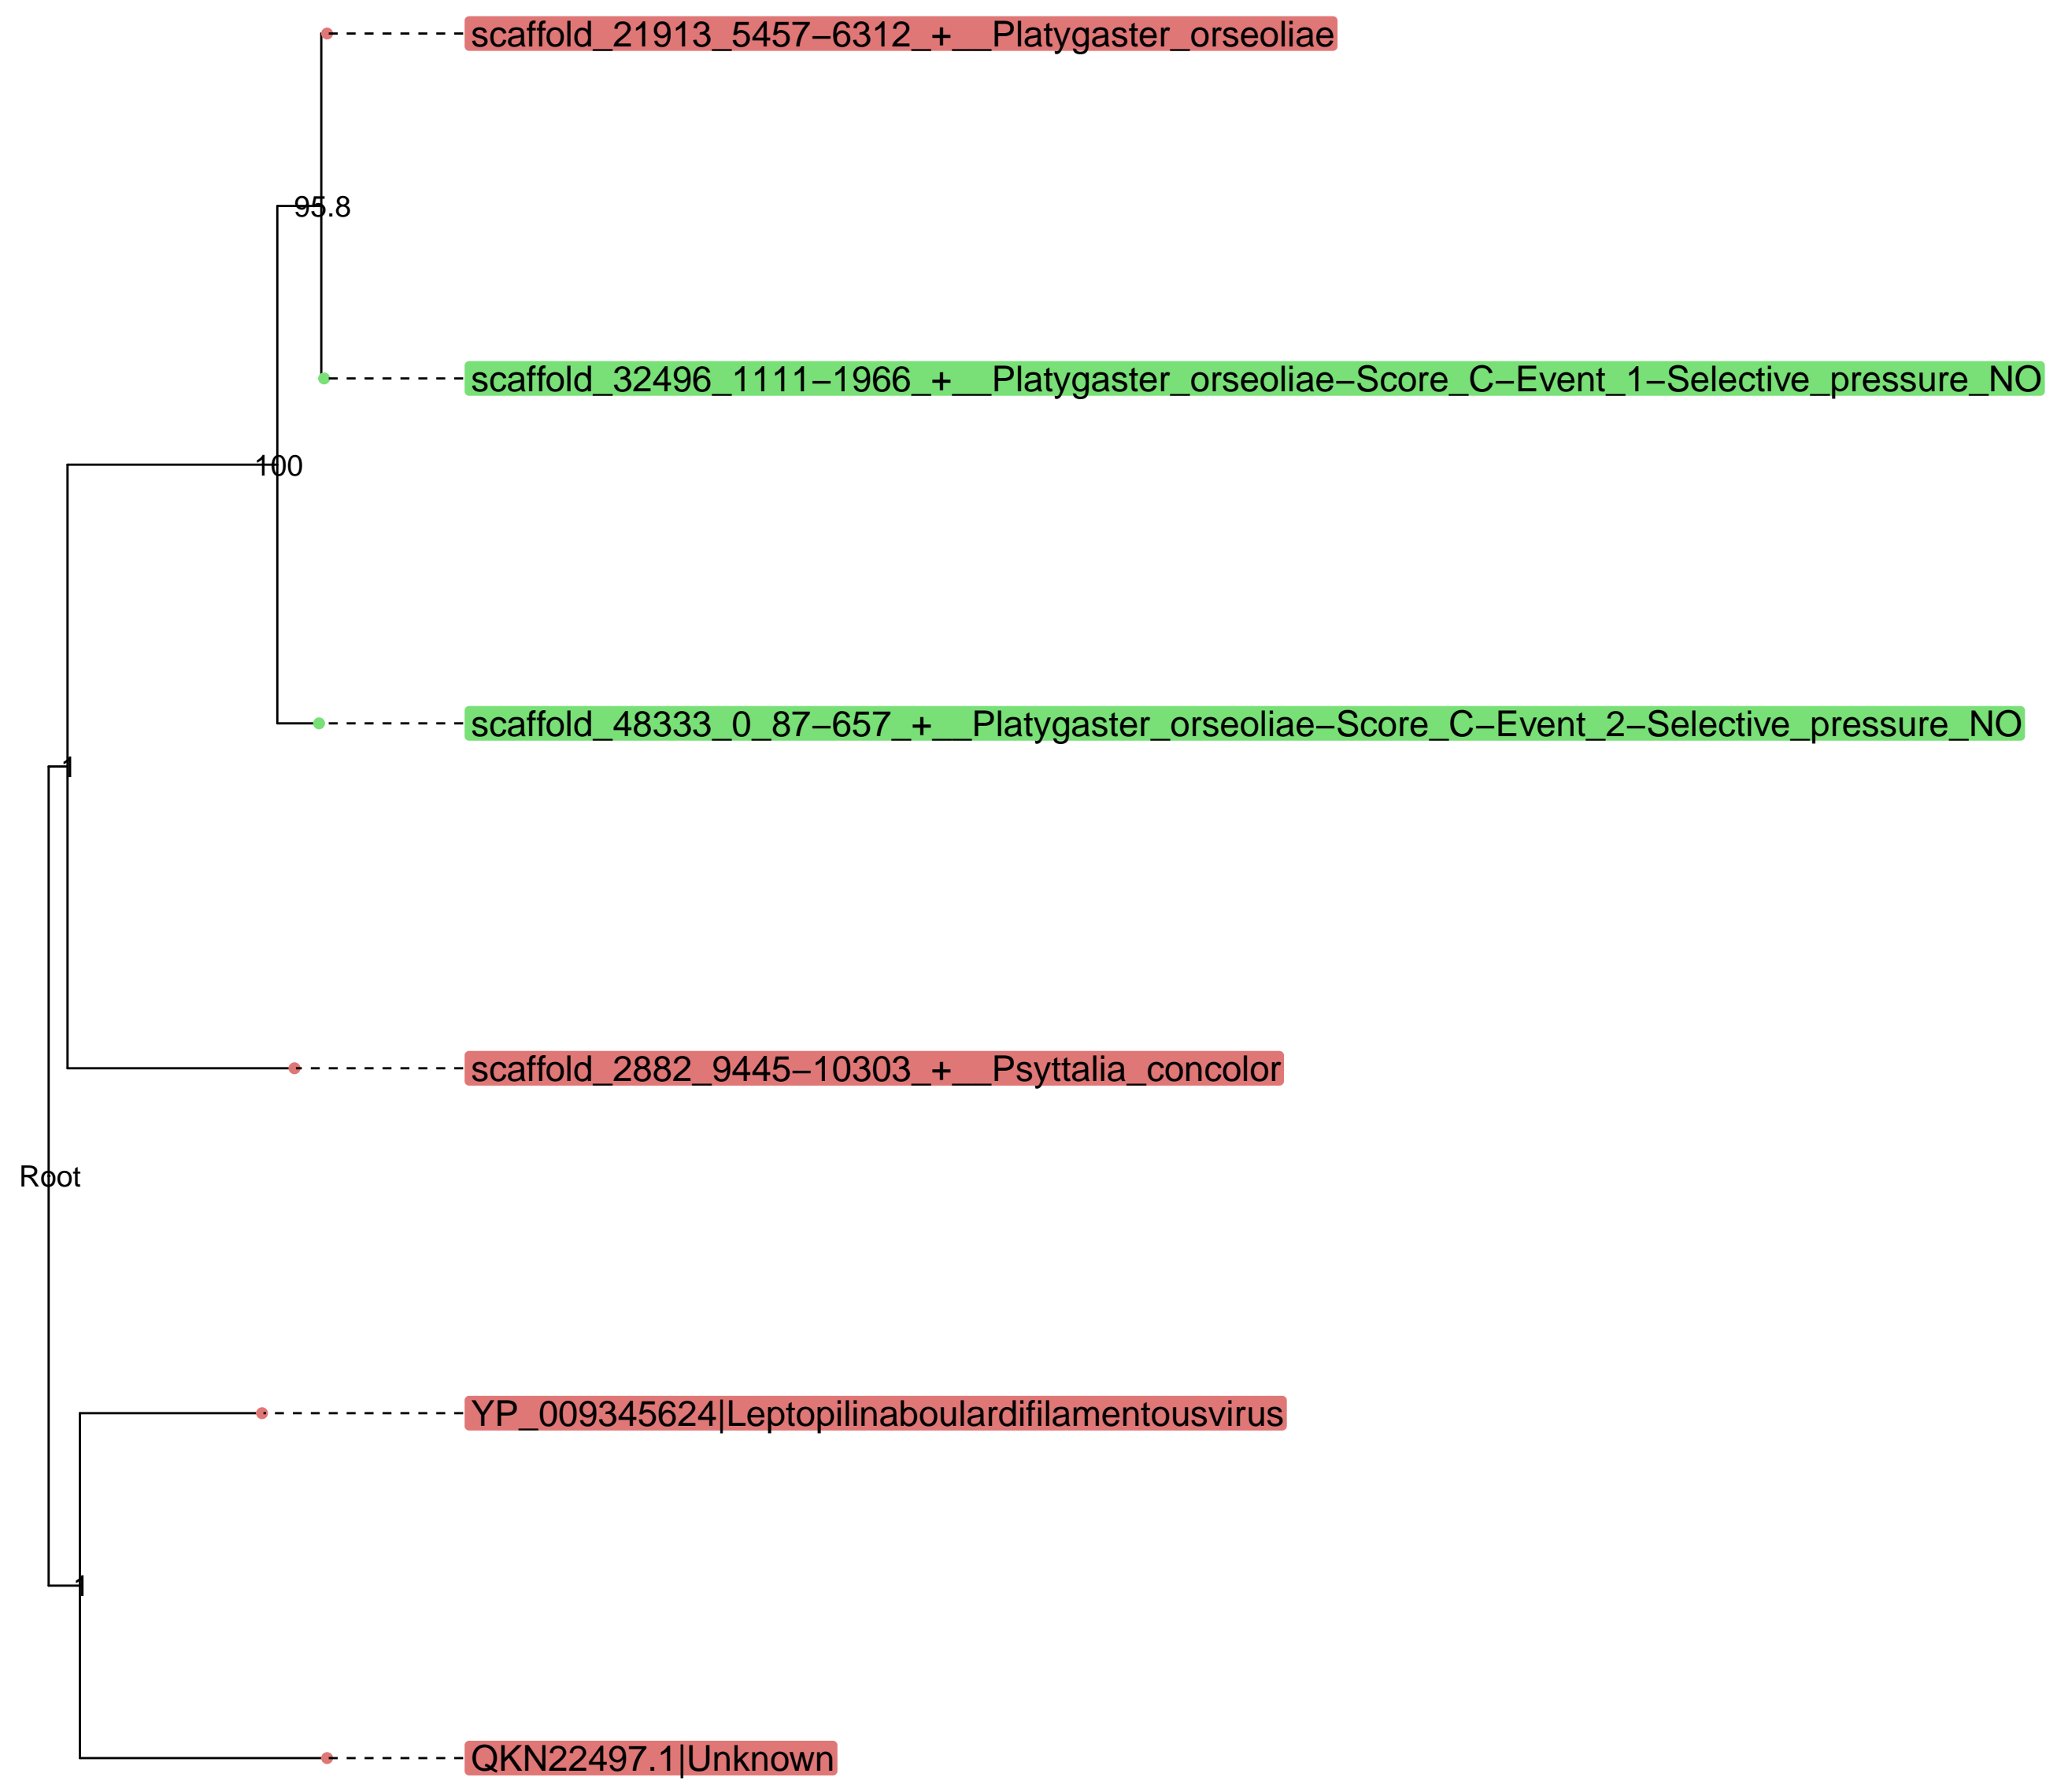 scaffold_21913_5457−6312_+__Platygaster_orseoliae
95.8
scaffold_32496_1111−1966_+__Platygaster_orseoliae−Score_C−Event_1−Selective_pressure_NO
100
scaffold_48333_0_87−657_+__Platygaster_orseoliae−Score_C−Event_2−Selective_pressure_NO
1
scaffold_2882_9445−10303_+__Psyttalia_concolor
Root
YP_009345624|Leptopilinaboulardifilamentousvirus
1
QKN22497.1|Unknown